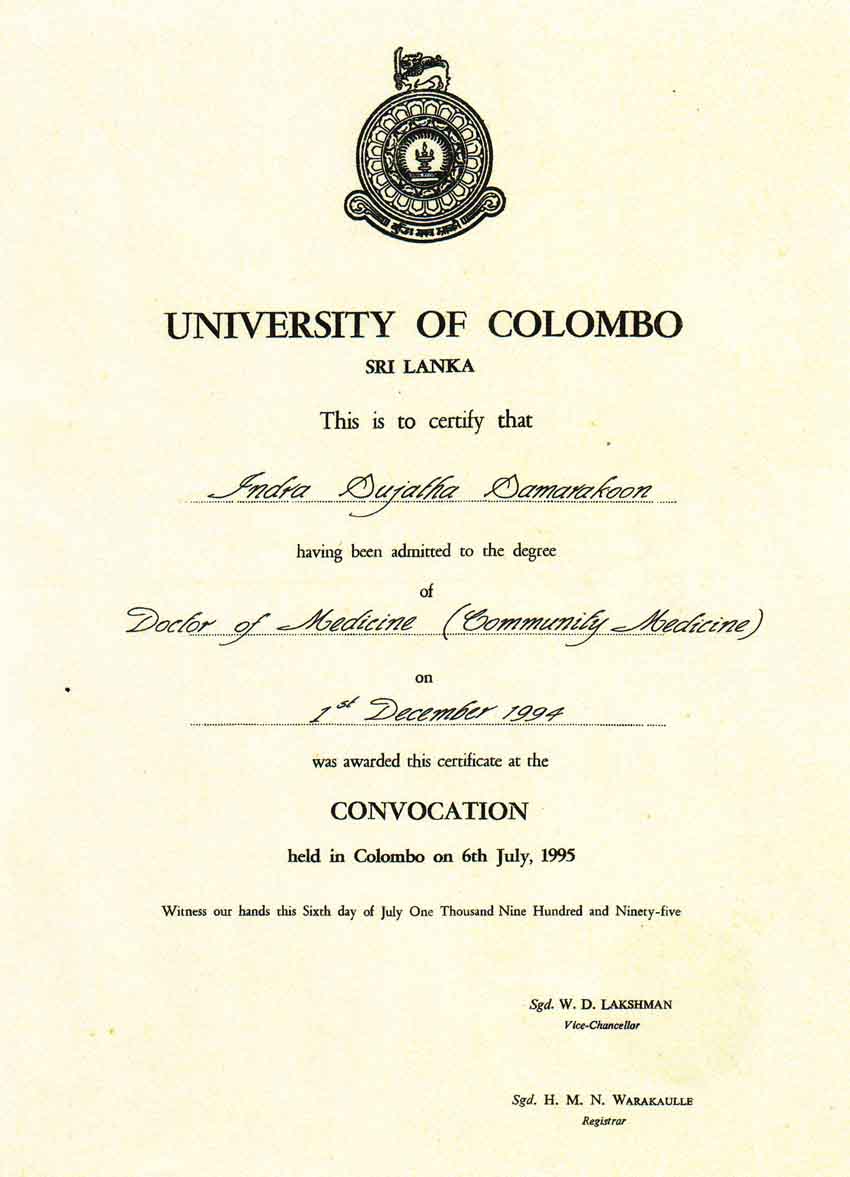 बुद्धिः सर्वत्र भ्राजते
UNIVERSITY OF COLOMBO
SRI LANKA
This is to certify that
Indra Sujatha Samarakoon
having been admitted to the degree
of
Doctor of Medicine (Community Medicine)
on
1st December 1994
was awarded this certificate at the
CONVOCATION
held in Colombo on 6th July, 1995
Witness our hands this Sixth day of July One Thousand Nine Hundred and Ninety-five
Sgd. W. D. LAKSHMAN
Vice-Chancellor
Sgd. H. M. N. WARAKAULLE
Registrar